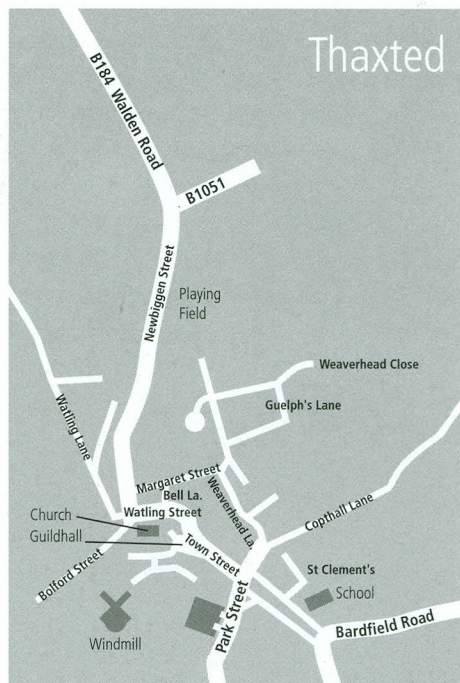 Thaxted
B184 Walden Road
B1051
Newbiggen Street
Playing
Field
Weaverhead Close
Guelph's Lane
Watling Lane
Margaret Street
Bell La.
Watling Street
Weaverhead La.
Copthall Lane
Church
Guildhall
Town Street
Bolford Street
St Clement's
School
Park Street
Bardfield Road
Windmill